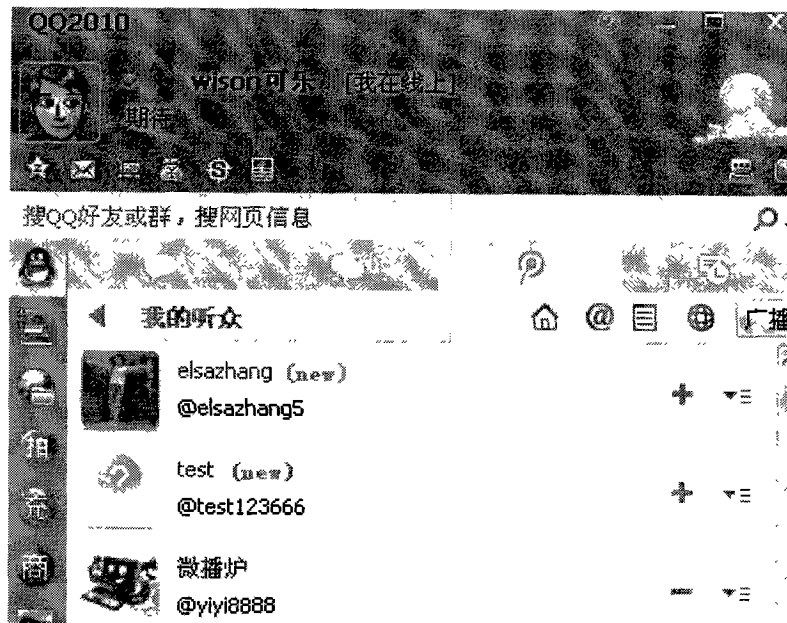 QQ2010
wison可乐 [我在线上]
期待
搜QQ好友或群，搜网页信息
我的听众
广播
elsazhang (new)
@elsazhang5
test (new)
@test123666
微播炉
@yiyi8888
拍
商